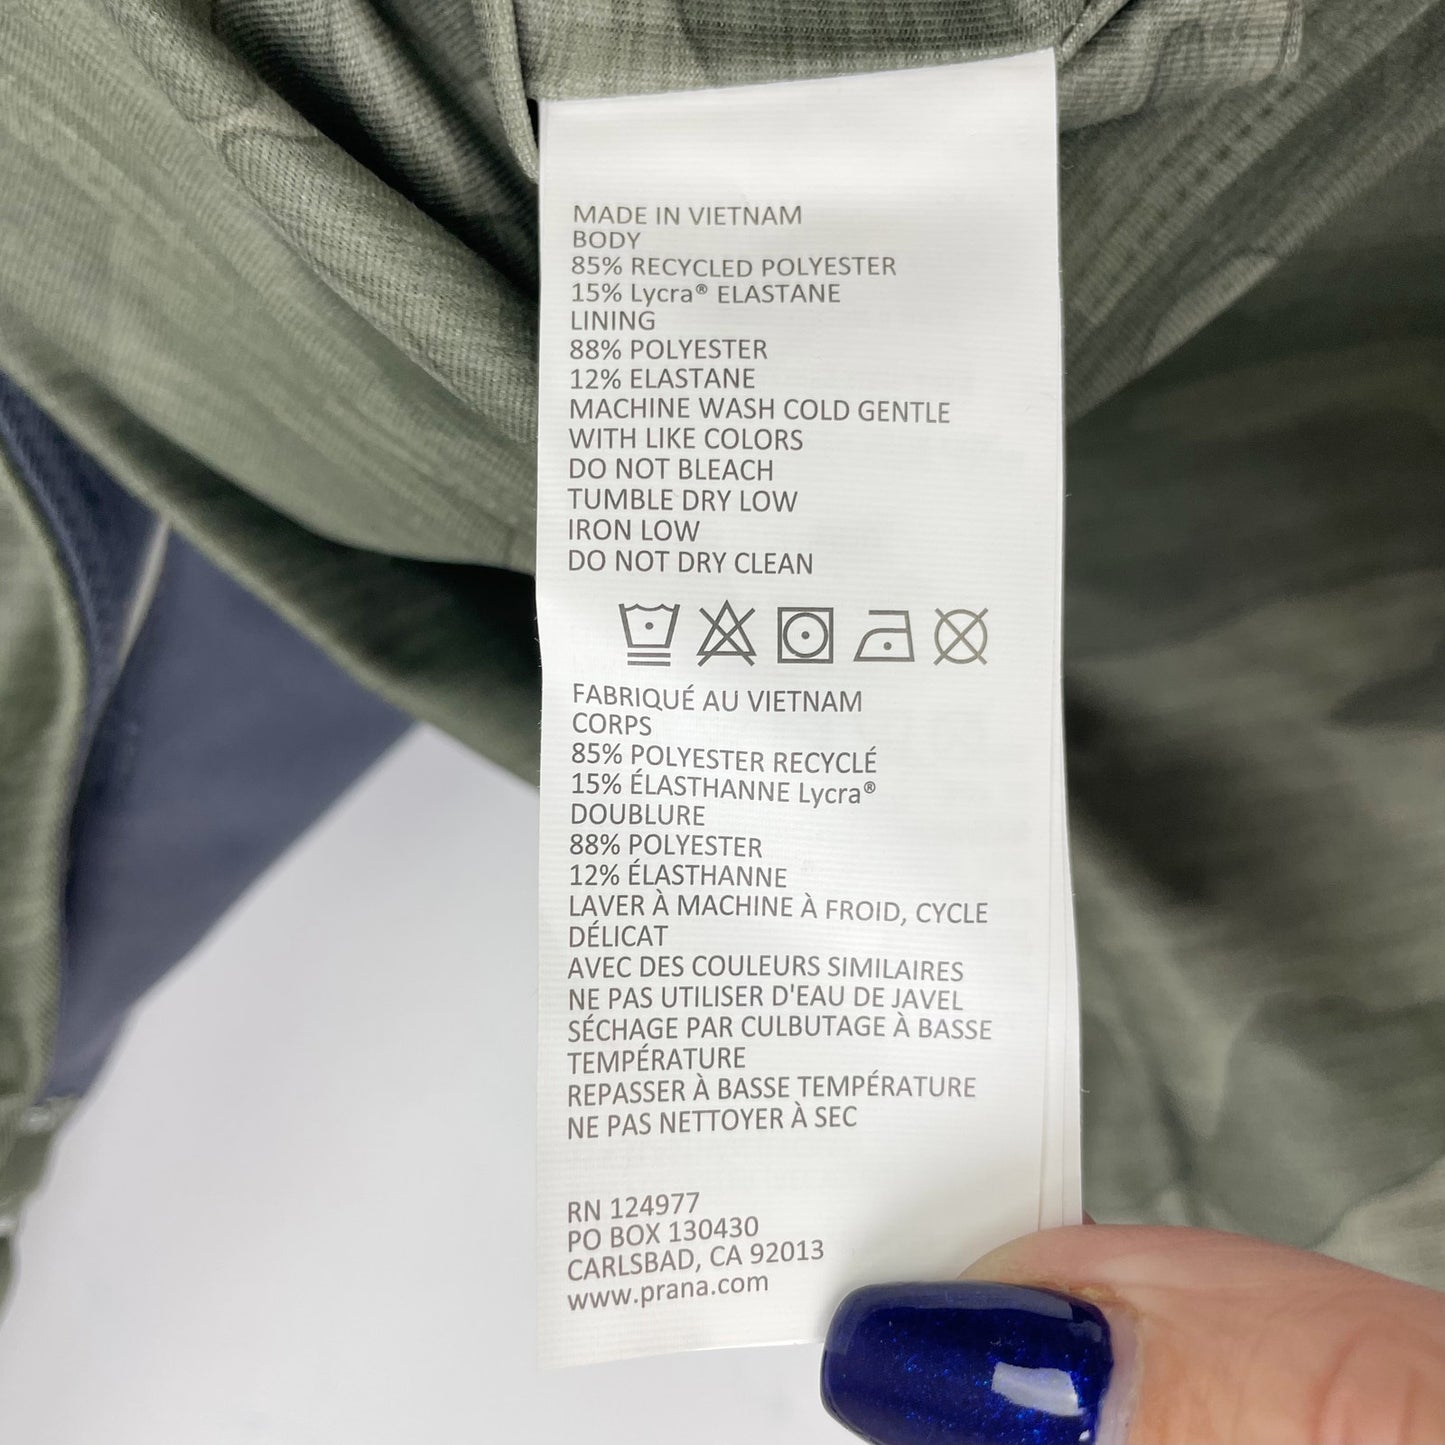 MADE IN VIETNAM
BODY
85% RECYCLED POLYESTER
15% Lycra® ELASTANE
LINING
88% POLYESTER
12% ELASTANE
MACHINE WASH COLD GENTLE
WITH LIKE COLORS
DO NOT BLEACH
TUMBLE DRY LOW
IRON LOW
DO NOT DRY CLEAN
FABRIQUÉ AU VIETNAM
CORPS
85% POLYESTER RECYCLÉ
15% ÉLASTHANNE Lycra®
DOUBLURE
88% POLYESTER
12% ÉLASTHANNE
LAVER À MACHINE À FROID, CYCLE
DÉLICAT
AVEC DES COULEURS SIMILAIRES
NE PAS UTILISER D'EAU DE JAVEL
SÉCHAGE PAR CULBUTAGE À BASSE
TEMPÉRATURE
REPASSER À BASSE TEMPÉRATURE
NE PAS NETTOYER À SEC
RN 124977
PO BOX 130430
CARLSBAD, CA 92013
www.prana.com